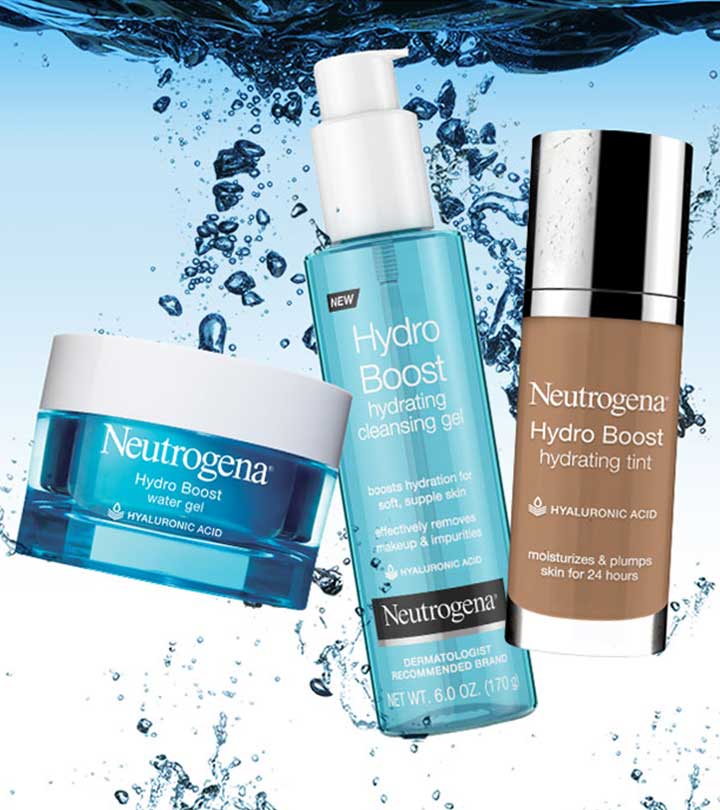 Neutrogena®
Hydro Boost
water gel
HYALURONIC ACID
NEW
Hydro
Boost
hydrating
cleansing gel
boosts hydration for
soft, supple skin
effectively removes
makeup & impurities
HYALURONIC ACID
Neutrogena®
DERMATOLOGIST
RECOMMENDED BRAND
NET WT. 6.0 OZ. (170 g)
Neutrogena®
Hydro Boost
hydrating tint
HYALURONIC ACID
moisturizes & plumps
skin for 24 hours